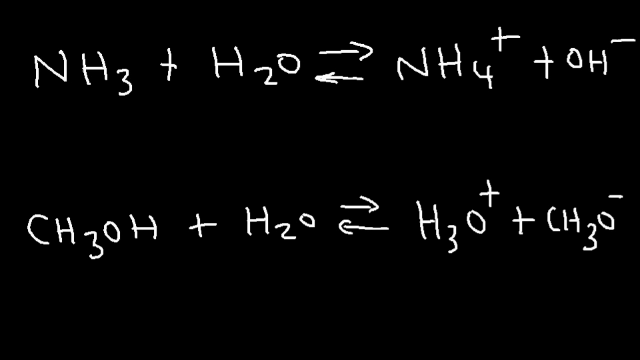 NH₃ + H₂O ⇌ NH₄⁺ + OH⁻
CH₃OH + H₂O ⇌ H₃O⁺ + CH₃O⁻